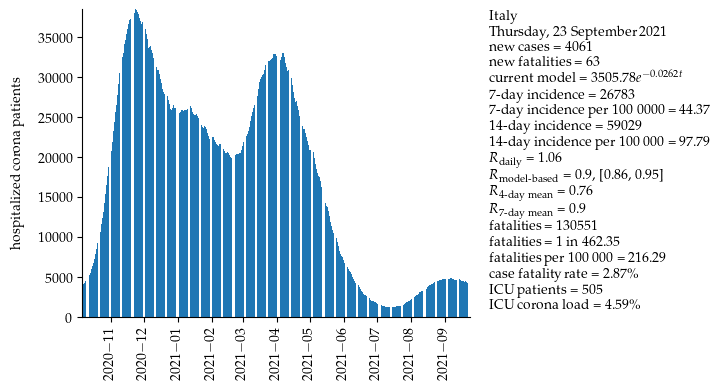 hospitalized corona patients
35000
30000
25000
20000
15000
10000
5000
0
2020−11
2020−12
2021−01
2021−02
2021−03
2021−04
2021−05
2021−06
2021−07
2021−08
2021−09
Italy
Thursday, 23 September 2021
new cases = 4061
new fatalities = 63
current model = 3505.78e^−0.0262t
7-day incidence = 26783
7-day incidence per 100 0000 = 44.37
14-day incidence = 59029
14-day incidence per 100 000 = 97.79
R_daily = 1.06
R_model-based = 0.9, [0.86, 0.95]
R_4-day mean = 0.76
R_7-day mean = 0.9
fatalities = 130551
fatalities = 1 in 462.35
fatalities per 100 000 = 216.29
case fatality rate = 2.87%
ICU patients = 505
ICU corona load = 4.59%